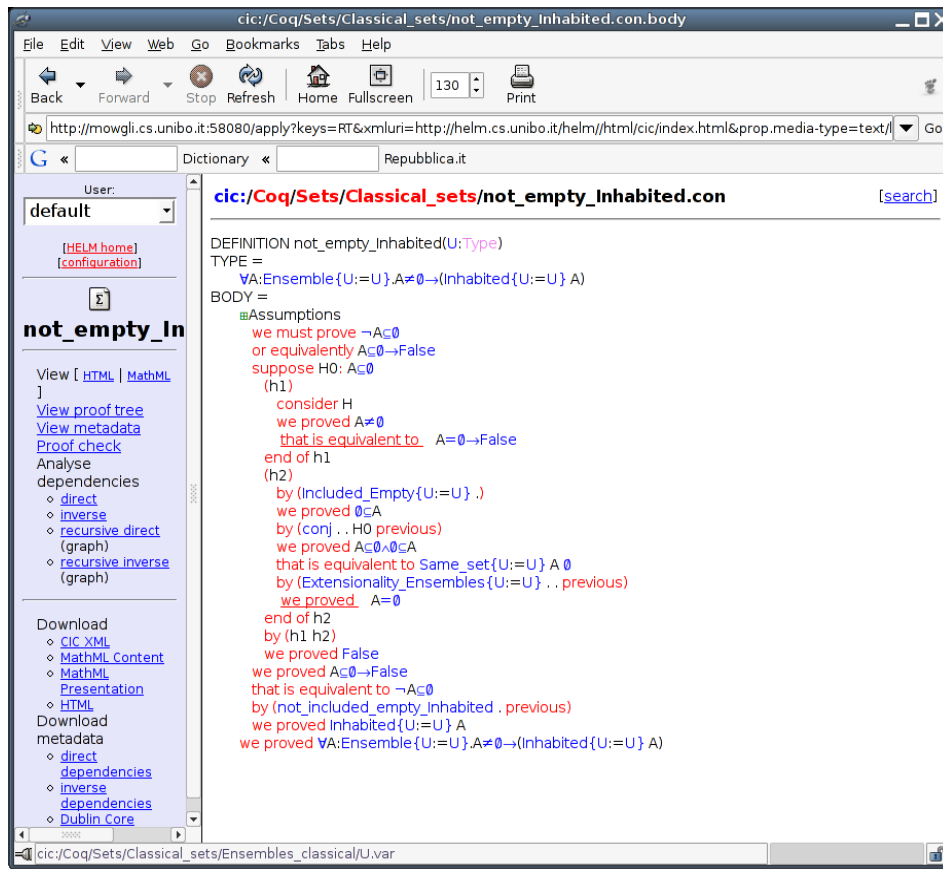 cic:/Coq/Sets/Classical_sets/not_empty_Inhabited.con.body
File Edit View Web Go Bookmarks Tabs Help
130
Back Forward Stop Refresh Home Fullscreen Print
http://mowgli.cs.unibo.it:58080/apply?keys=RT&xmluri=http://helm.cs.unibo.it/helm//html/cic/index.html&prop.media-type=text/l Go
G « Dictionary « Repubblica.it
User:
default
[HELM home]
[configuration]
Σ
not_empty_In
View [ HTML | MathML
]
View proof tree
View metadata
Proof check
Analyse
dependencies
direct
inverse
recursive direct
(graph)
recursive inverse
(graph)
Download
CIC XML
MathML Content
MathML
Presentation
HTML
Download
metadata
direct
dependencies
inverse
dependencies
Dublin Core
cic:/Coq/Sets/Classical_sets/not_empty_Inhabited.con [search]
DEFINITION not_empty_Inhabited(U:Type)
TYPE =
∀A:Ensemble{U:=U}.A≠∅→(Inhabited{U:=U} A)
BODY =
⊞Assumptions
we must prove ¬A⊆∅
or equivalently A⊆∅→False
suppose H0: A⊆∅
(h1)
consider H
we proved A≠∅
that is equivalent to A=∅→False
end of h1
(h2)
by (Included_Empty{U:=U} .)
we proved ∅⊆A
by (conj . . H0 previous)
we proved A⊆∅∧∅⊆A
that is equivalent to Same_set{U:=U} A ∅
by (Extensionality_Ensembles{U:=U} . . previous)
we proved A=∅
end of h2
by (h1 h2)
we proved False
we proved A⊆∅→False
that is equivalent to ¬A⊆∅
by (not_included_empty_Inhabited . previous)
we proved Inhabited{U:=U} A
we proved ∀A:Ensemble{U:=U}.A≠∅→(Inhabited{U:=U} A)
cic:/Coq/Sets/Classical_sets/Ensembles_classical/U.var